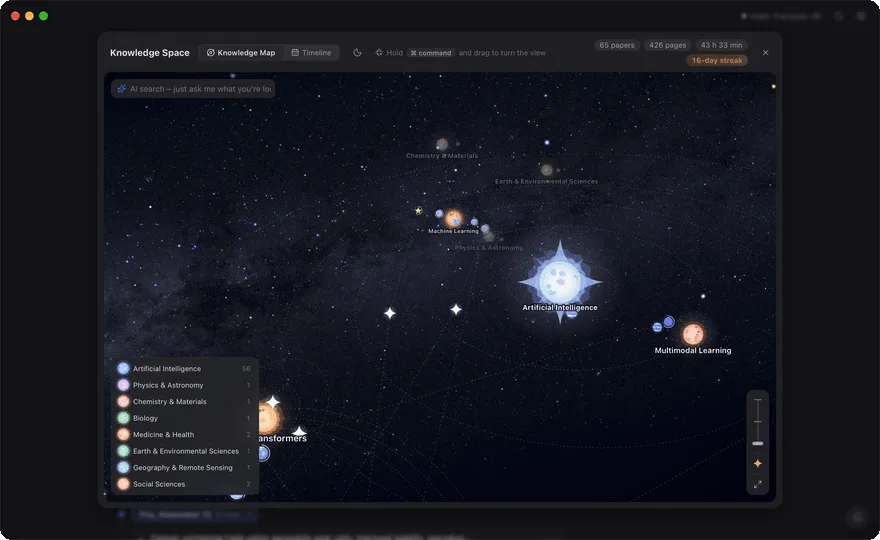 Knowledge Space
Knowledge Map
Timeline
Hold ⌘ command and drag to turn the view
65 papers
426 pages
43 h 33 min
16-day streak
AI search – just ask me what you're lo
Chemistry & Materials
Earth & Environmental Sciences
Machine Learning
Physics & Astronomy
Artificial Intelligence
Multimodal Learning
ansformers
Artificial Intelligence 56
Physics & Astronomy 1
Chemistry & Materials 1
Biology 1
Medicine & Health 2
Earth & Environmental Sciences 1
Geography & Remote Sensing 1
Social Sciences 2